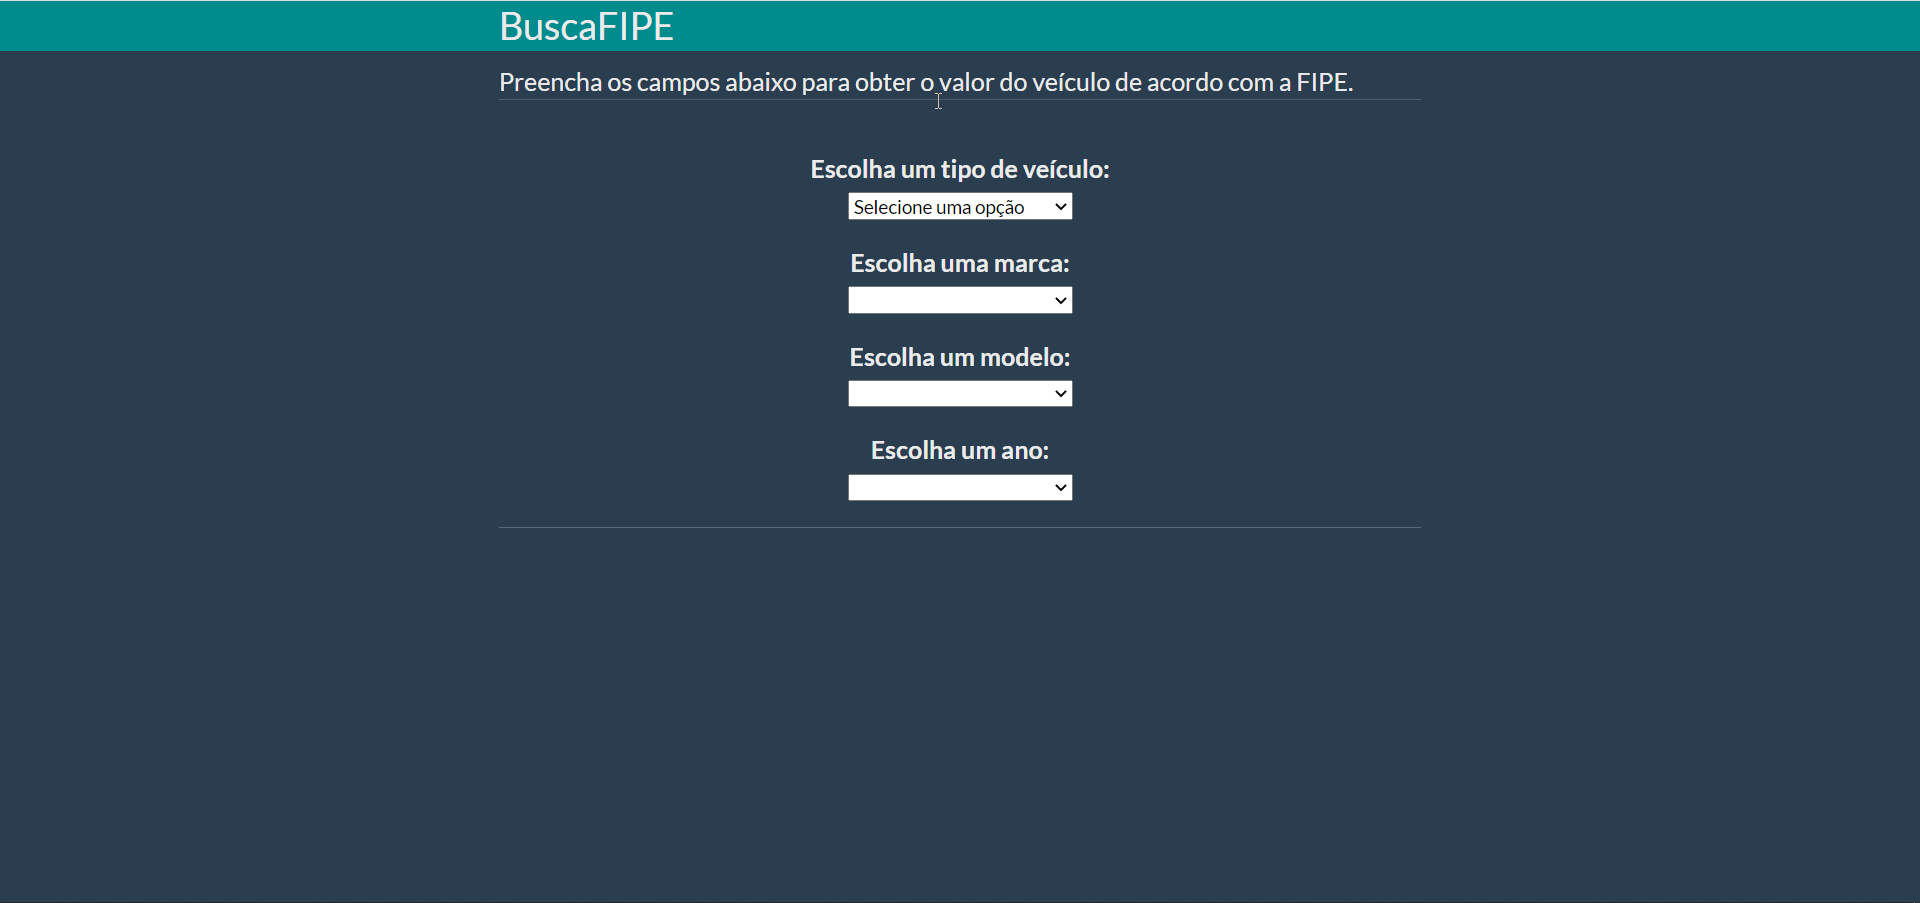 BuscaFIPE
Preencha os campos abaixo para obter o valor do veículo de acordo com a FIPE.
Escolha um tipo de veículo:
Selecione uma opção
Escolha uma marca:
Escolha um modelo:
Escolha um ano: